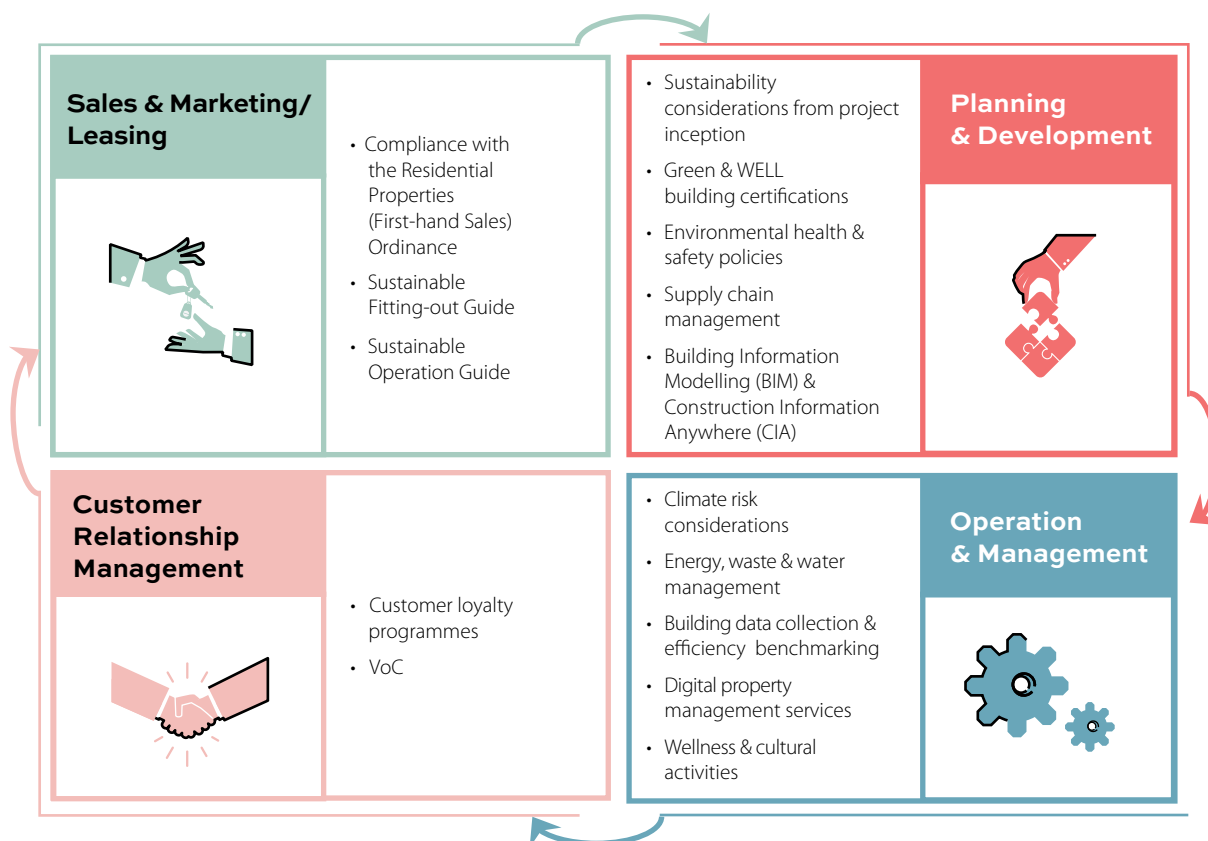 Sales & Marketing/
Leasing
• Compliance with
the Residential
Properties
(First-hand Sales)
Ordinance
• Sustainable
Fitting-out Guide
• Sustainable
Operation Guide
• Sustainability
considerations from project
inception
• Green & WELL
building certifications
• Environmental health &
safety policies
• Supply chain
management
• Building Information
Modelling (BIM) &
Construction Information
Anywhere (CIA)
Planning
& Development
Customer
Relationship
Management
• Customer loyalty
programmes
• VoC
• Climate risk
considerations
• Energy, waste & water
management
• Building data collection &
efficiency benchmarking
• Digital property
management services
• Wellness & cultural
activities
Operation
& Management